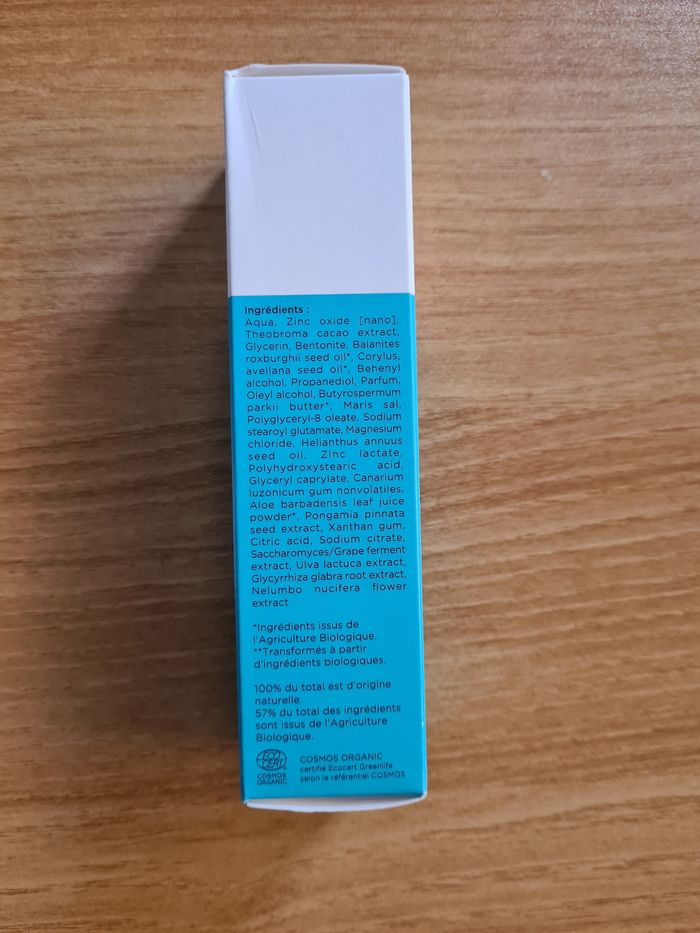 Ingrédients :
Aqua, Zinc oxide [nano],
Theobroma cacao extract,
Glycerin, Bentonite, Balanites
roxburghii seed oil*, Corylus,
avellana seed oil*, Behenyl
alcohol, Propanediol, Parfum,
Oleyl alcohol, Butyrospermum
parkii butter*, Maris sal,
Polyglyceryl-8 oleate, Sodium
stearoyl glutamate, Magnesium
chloride, Helianthus annuus
seed oil, Zinc lactate,
Polyhydroxystearic acid,
Glyceryl caprylate, Canarium
luzonicum gum nonvolatiles,
Aloe barbadensis leaf juice
powder*, Pongamia pinnata
seed extract, Xanthan gum,
Citric acid, Sodium citrate,
Saccharomyces/Grape ferment
extract, Ulva lactuca extract,
Glycyrrhiza glabra root extract,
Nelumbo nucifera flower
extract
*Ingrédients issus de
l'Agriculture Biologique.
**Transformés à partir
d'ingrédients biologiques.
100% du total est d'origine
naturelle.
57% du total des ingrédients
sont issus de l'Agriculture
Biologique.
ECO
CERT
COSMOS
ORGANIC
COSMOS ORGANIC
certifié Ecocert Greenlife
selon le référentiel COSMOS